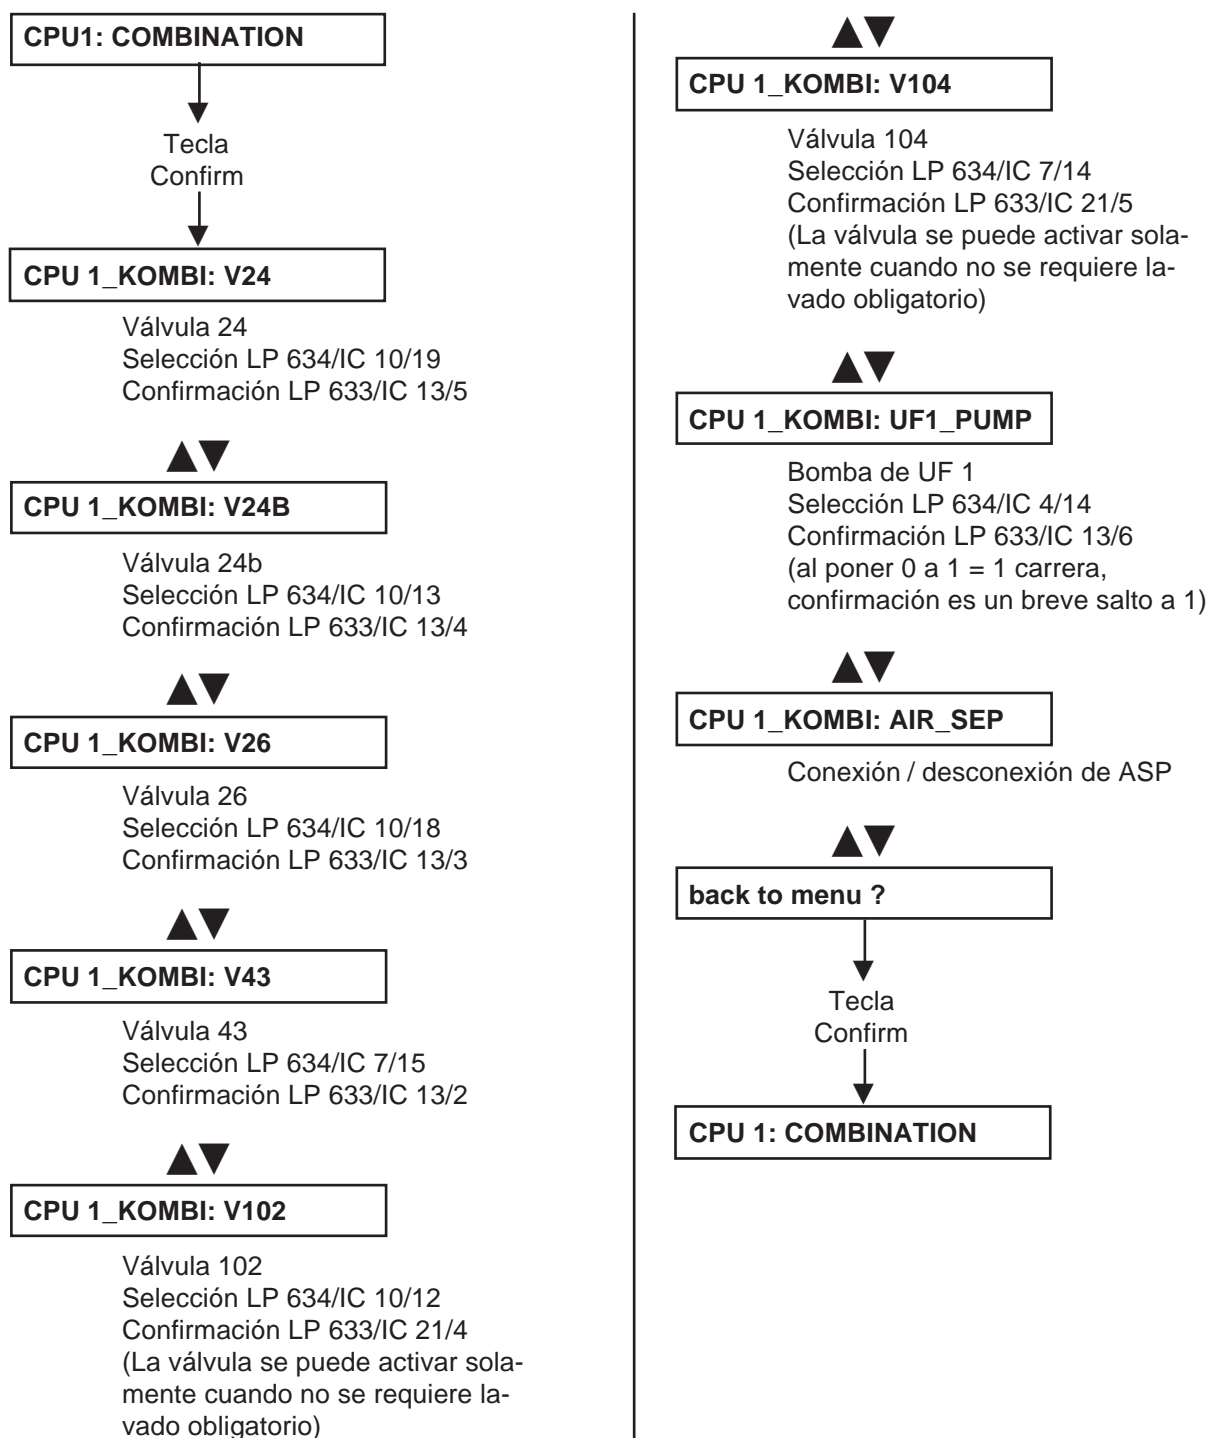 CPU1: COMBINATION
Tecla
Confirm
CPU 1_KOMBI: V24
Válvula 24
Selección LP 634/IC 10/19
Confirmación LP 633/IC 13/5
▲▼
CPU 1_KOMBI: V24B
Válvula 24b
Selección LP 634/IC 10/13
Confirmación LP 633/IC 13/4
▲▼
CPU 1_KOMBI: V26
Válvula 26
Selección LP 634/IC 10/18
Confirmación LP 633/IC 13/3
▲▼
CPU 1_KOMBI: V43
Válvula 43
Selección LP 634/IC 7/15
Confirmación LP 633/IC 13/2
▲▼
CPU 1_KOMBI: V102
Válvula 102
Selección LP 634/IC 10/12
Confirmación LP 633/IC 21/4
(La válvula se puede activar sola-
mente cuando no se requiere la-
vado obligatorio)
▲▼
CPU 1_KOMBI: V104
Válvula 104
Selección LP 634/IC 7/14
Confirmación LP 633/IC 21/5
(La válvula se puede activar sola-
mente cuando no se requiere la-
vado obligatorio)
▲▼
CPU 1_KOMBI: UF1_PUMP
Bomba de UF 1
Selección LP 634/IC 4/14
Confirmación LP 633/IC 13/6
(al poner 0 a 1 = 1 carrera,
confirmación es un breve salto a 1)
▲▼
CPU 1_KOMBI: AIR_SEP
Conexión / desconexión de ASP
▲▼
back to menu ?
Tecla
Confirm
CPU 1: COMBINATION